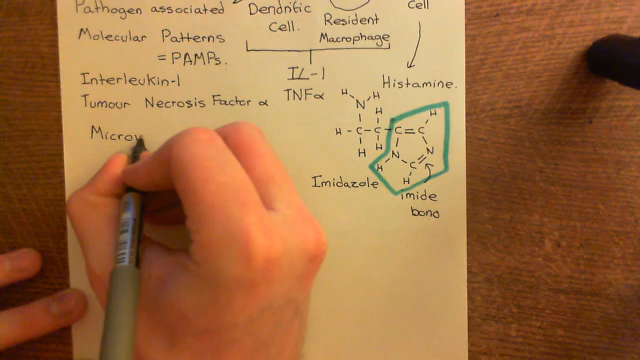 Pathogen associated
Molecular Patterns
= PAMPs.
Interleukin-1
Tumour Necrosis Factor α
Micro
Dendritic
Cell.
Resident
Macrophage
IL-1
TNFα
Cell
Histamine.
H H
N
H H
H-C-C-C=C
H H
N N
H C
H
Imidazole
imide
bond